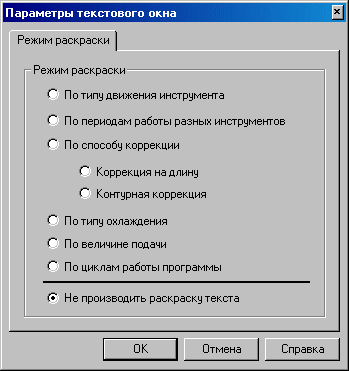 Параметры текстового окна
Режим раскраски
Режим раскраски
По типу движения инструмента
По периодам работы разных инструментов
По способу коррекции
Коррекция на длину
Контурная коррекция
По типу охлаждения
По величине подачи
По циклам работы программы
Не производить раскраску текста
OK Отмена Справка